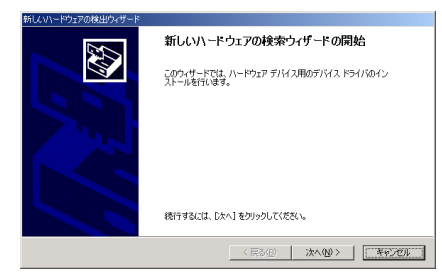 新しいハードウェアの検出ウィザード
新しいハードウェアの検索ウィザードの開始
このウィザードでは、ハードウェア デバイス用のデバイス ドライバのイン
ストールを行います。
続行するには、[次へ] をクリックしてください。
< 戻る(B)
次へ(N) >
キャンセル